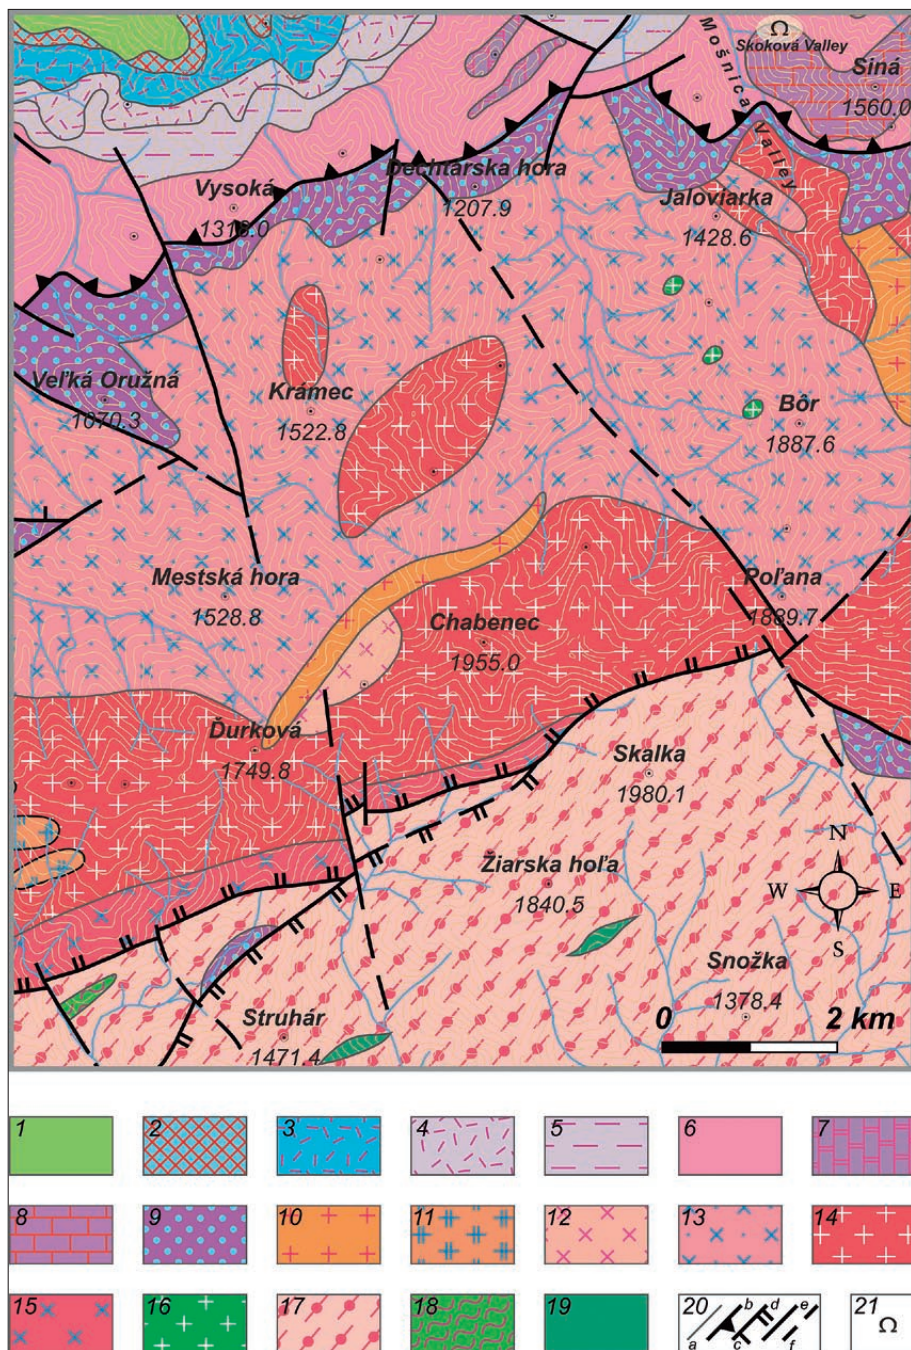 Ω
Skoková Valley
Mošnica Valley
Siná
1560.0
Dechtárska hora
1207.9
Vysoká
1316.0
Jaloviarka
1428.6
Veľká Oružná
1070.3
Krámec
1522.8
Bôr
1887.6
Mestská hora
1528.8
Poľana
1889.7
Chabenec
1955.0
Ďurková
1749.8
Skalka
1980.1
Žiarska hoľa
1840.5
N
W E
S
Snožka
1378.4
Struhár
1471.4
0 2 km
1 2 3 4 5 6 7
8 9 10 11 12 13 14
15 16 17 18 19 20 a b c d e f 21 Ω